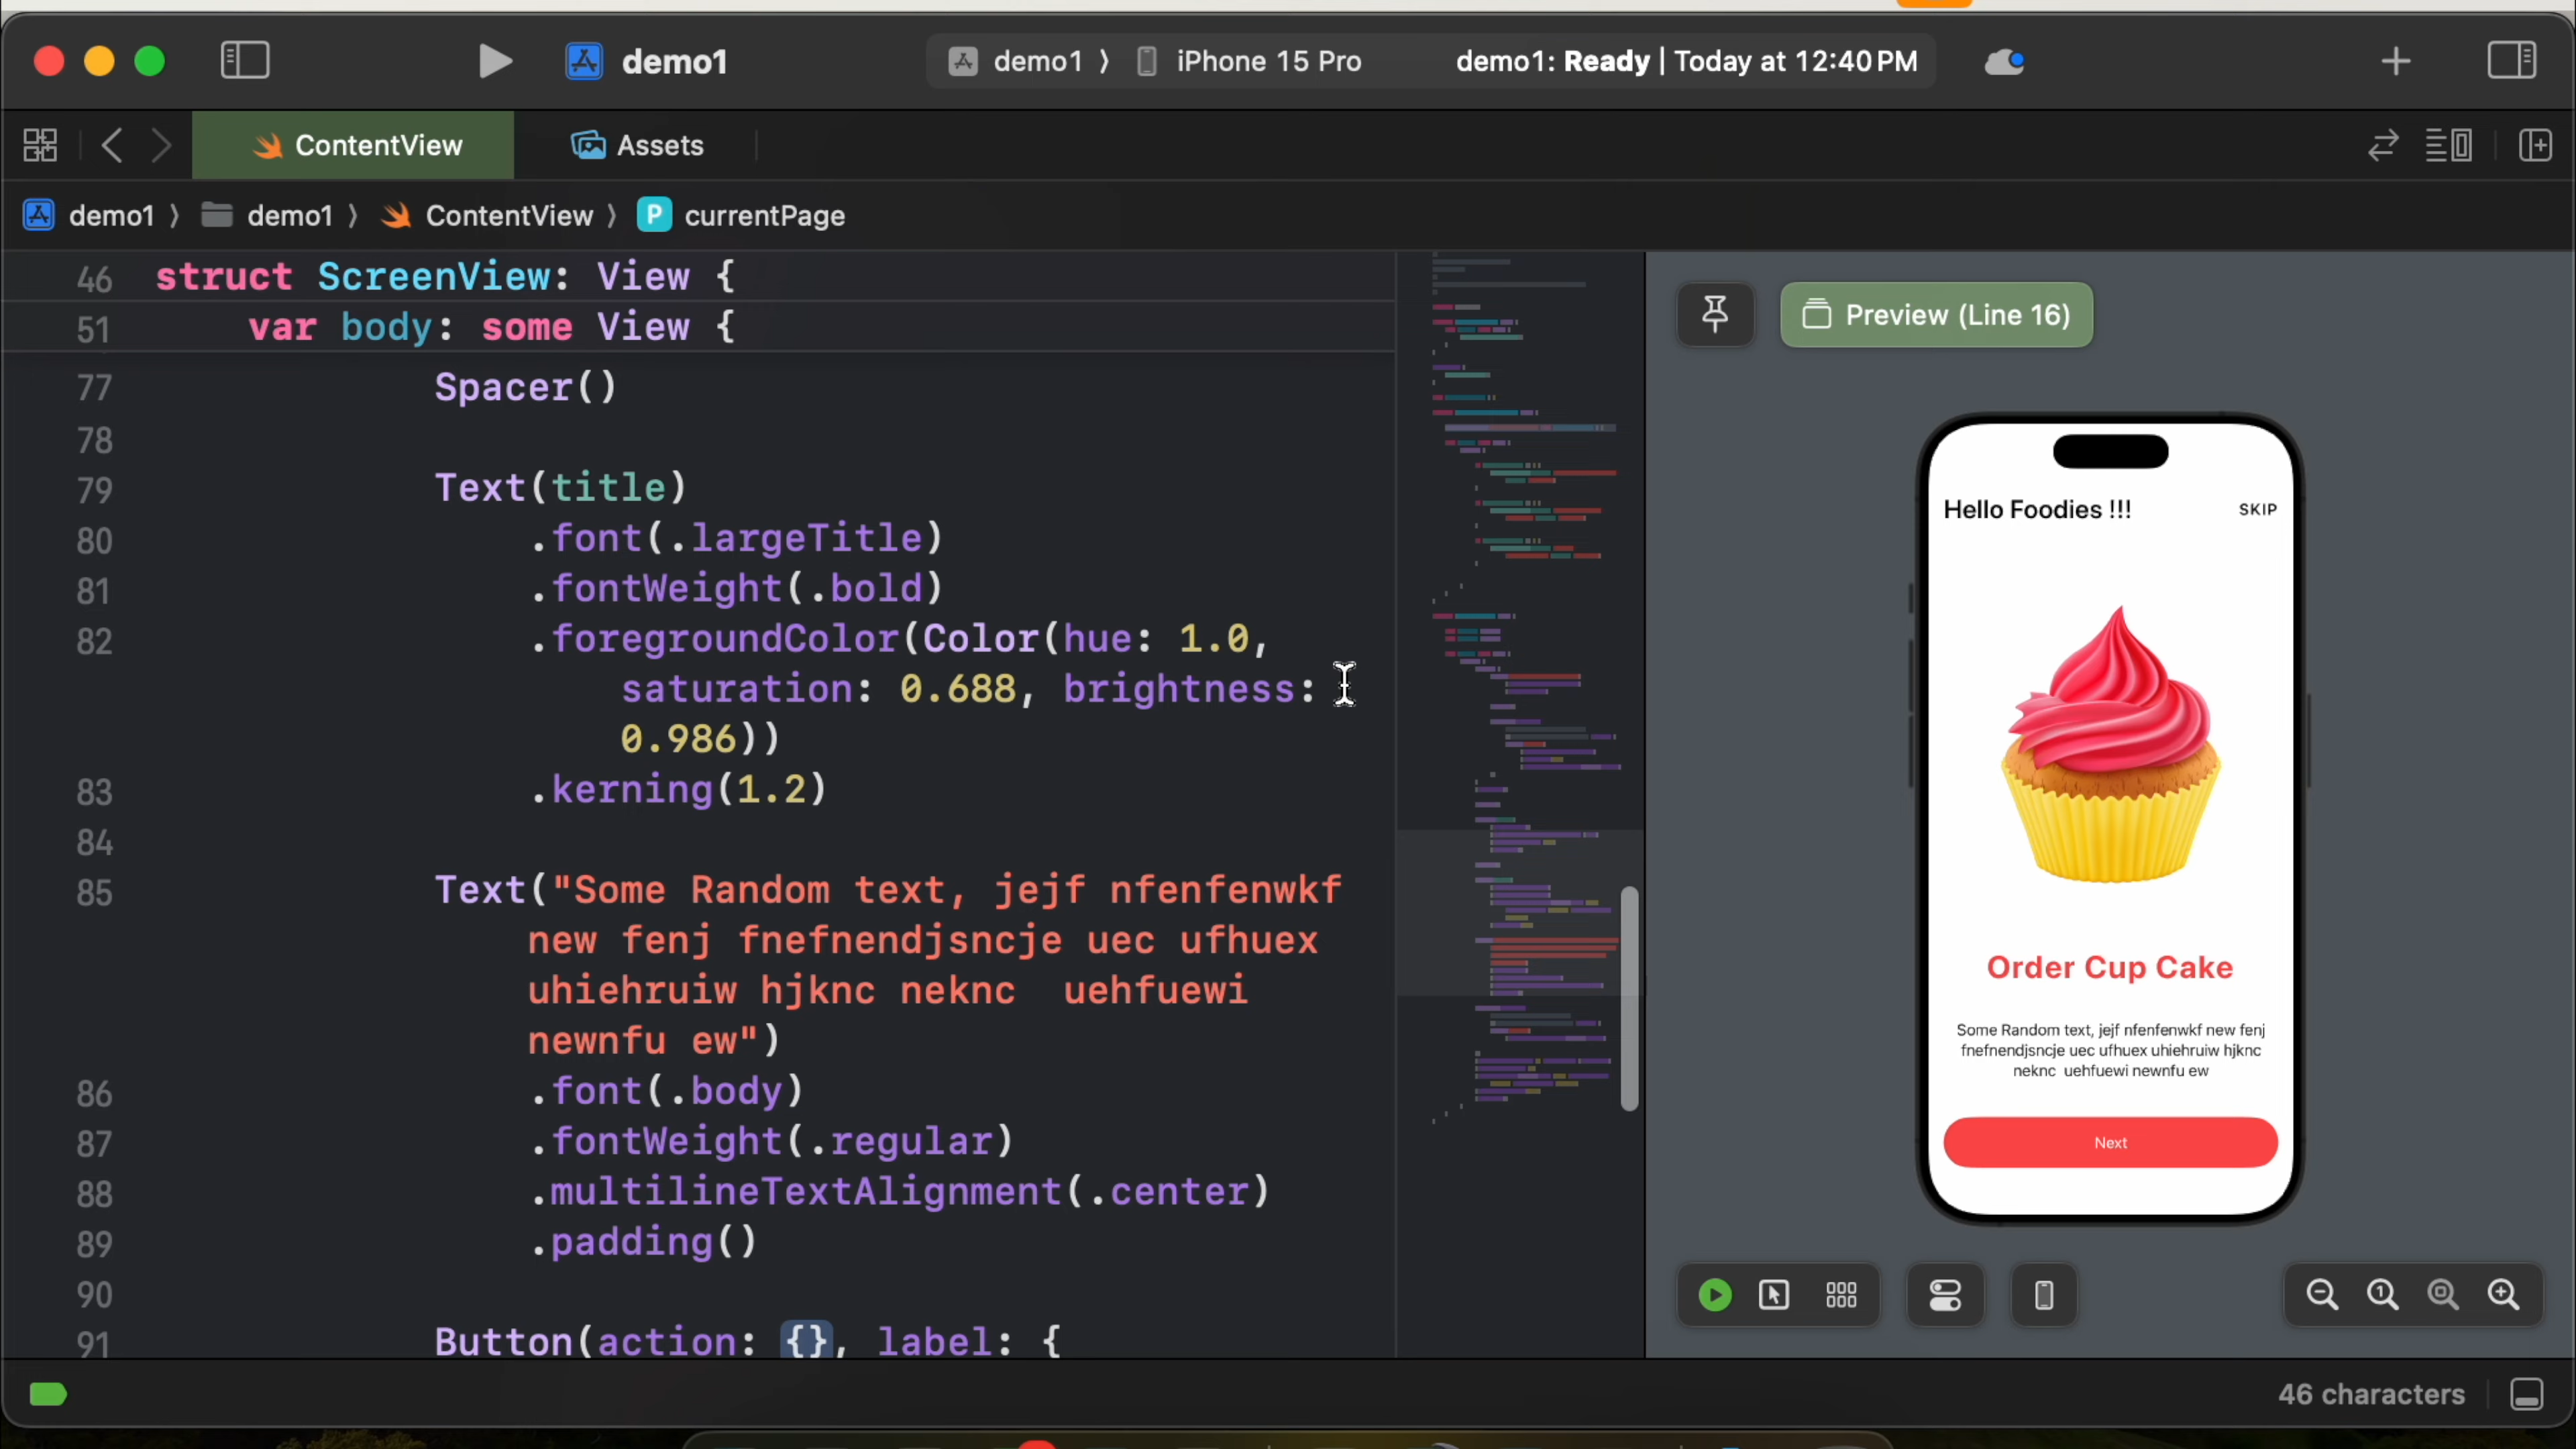 demo1
demo1 ⟩ iPhone 15 Pro
demo1: Ready | Today at 12:40 PM
ContentView
Assets
demo1 ⟩ demo1 ⟩ ContentView ⟩ P currentPage
46 struct ScreenView: View {
51 var body: some View {
77 Spacer()
78
79 Text(title)
80 .font(.largeTitle)
81 .fontWeight(.bold)
82 .foregroundColor(Color(hue: 1.0,
saturation: 0.688, brightness:
0.986))
83 .kerning(1.2)
84
85 Text("Some Random text, jejf nfenfenwkf
new fenj fnefnendjsncje uec ufhuex
uhiehruiw hjknc neknc  uehfuewi
newnfu ew")
86 .font(.body)
87 .fontWeight(.regular)
88 .multilineTextAlignment(.center)
89 .padding()
90
91 Button(action: {}, label: {
Preview (Line 16)
Hello Foodies !!!
SKIP
Order Cup Cake
Some Random text, jejf nfenfenwkf new fenj
fnefnendjsncje uec ufhuex uhiehruiw hjknc
neknc  uehfuewi newnfu ew
Next
46 characters